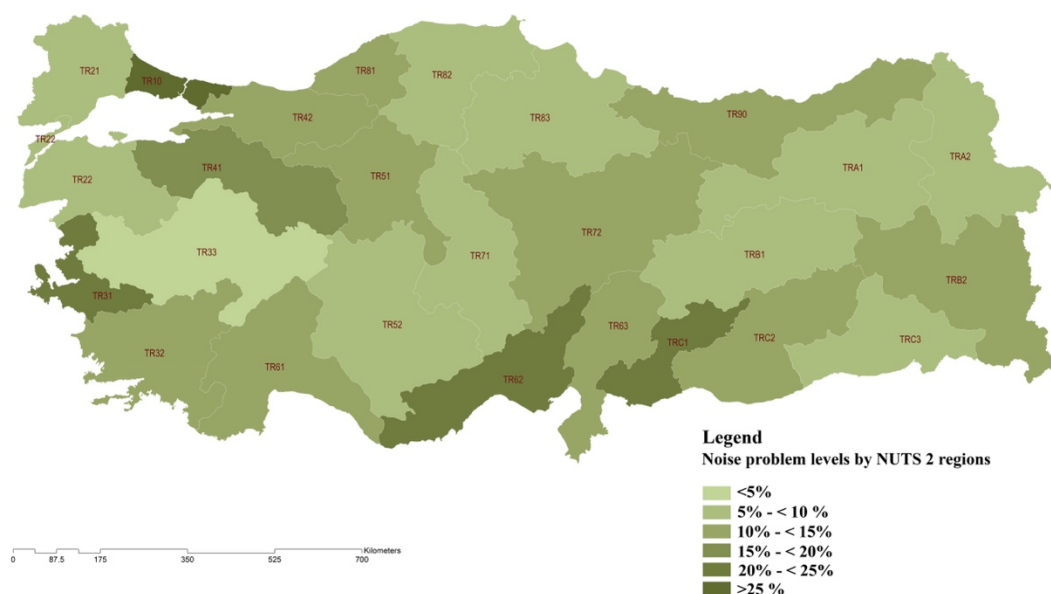 TR21
TR10
TR81
TR82
TR42
TR83
TR90
TR22
TR22
TR41
TR51
TRA1
TRA2
TR33
TR71
TR72
TRB1
TRB2
TR31
TR52
TR63
TRC1
TRC2
TRC3
TR32
TR61
TR62
Legend
Noise problem levels by NUTS 2 regions
<5%
5% - < 10 %
10% - < 15%
15% - < 20%
20% - < 25%
>25 %
Kilometers
0 87.5 175 350 525 700